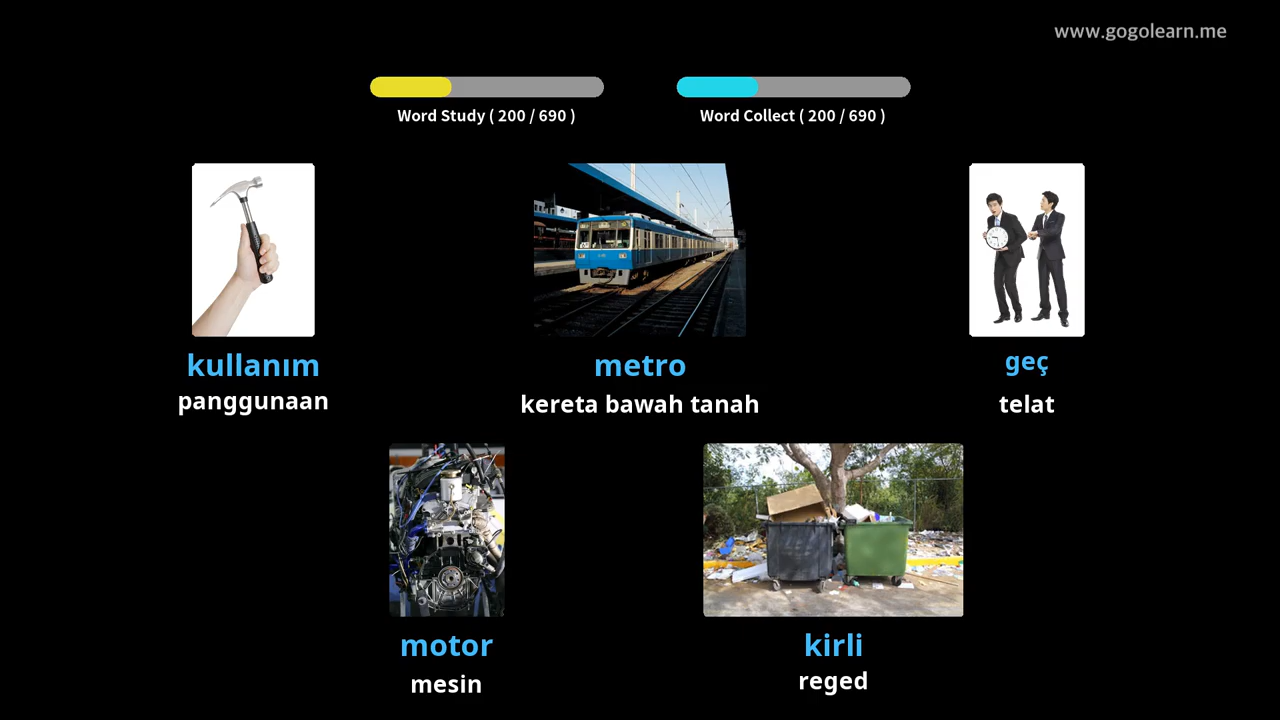 www.gogolearn.me
Word Study ( 200 / 690 )
Word Collect ( 200 / 690 )
kullanım
panggunaan
metro
kereta bawah tanah
geç
telat
motor
mesin
kirli
reged